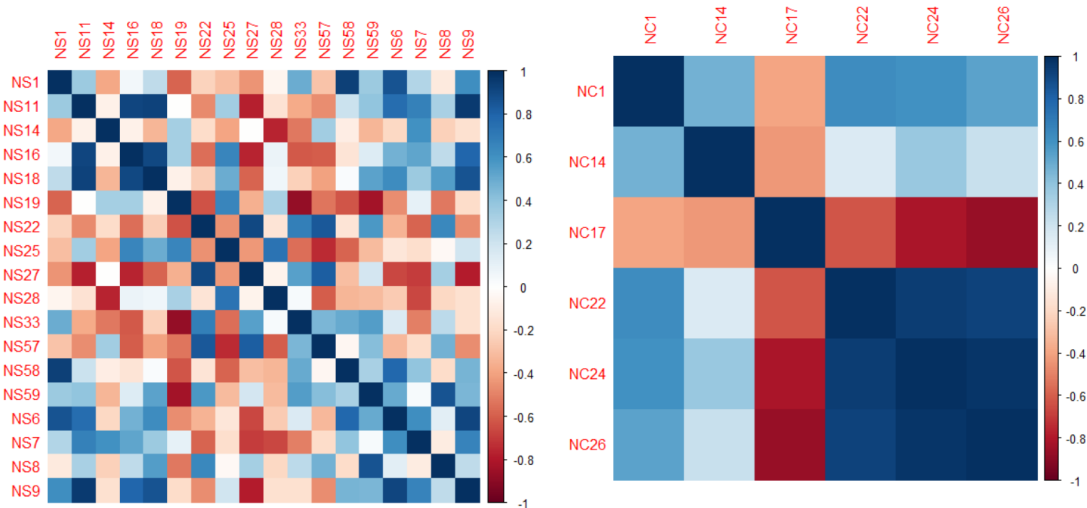 NS1 NS11 NS14 NS16 NS18 NS19 NS22 NS25 NS27 NS28 NS33 NS57 NS58 NS59 NS6 NS7 NS8 NS9
NS1
NS11
NS14
NS16
NS18
NS19
NS22
NS25
NS27
NS28
NS33
NS57
NS58
NS59
NS6
NS7
NS8
NS9
1
0.8
0.6
0.4
0.2
0
-0.2
-0.4
-0.6
-0.8
-1
NC1 NC14 NC17 NC22 NC24 NC26
NC1
NC14
NC17
NC22
NC24
NC26
1
0.8
0.6
0.4
0.2
0
-0.2
-0.4
-0.6
-0.8
-1